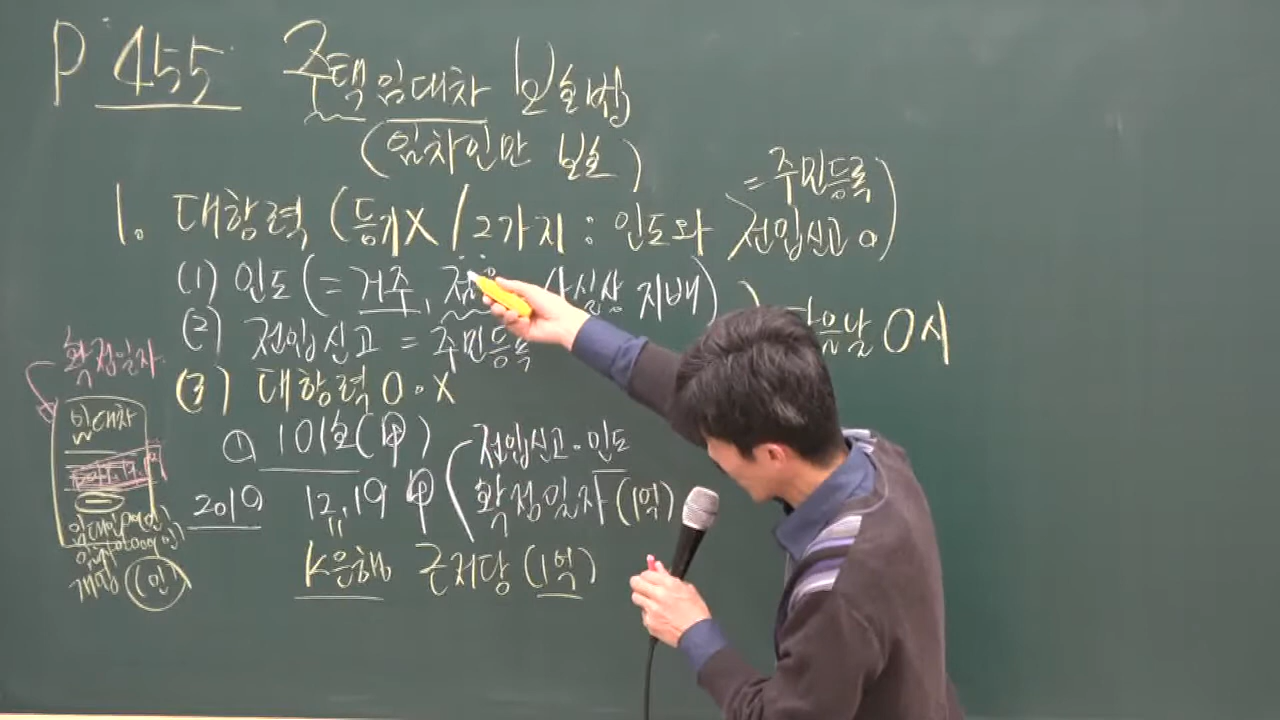 P 455 주택임대차 보호법
(임차인만 보호)
1. 대항력 (등기X / 2가지 : 인도와 전입신고 O)
= 주민등록
(1) 인도 (= 거주, 사실상 지배)
(2) 전입신고 = 주민등록
다음날 0시
(3) 대항력 O · X
확정일자
임대차
① 101호(甲)
전입신고 · 인도
2019 12, 19 甲 확정일자 (1억)
K은행 근저당 (1억)
(인)